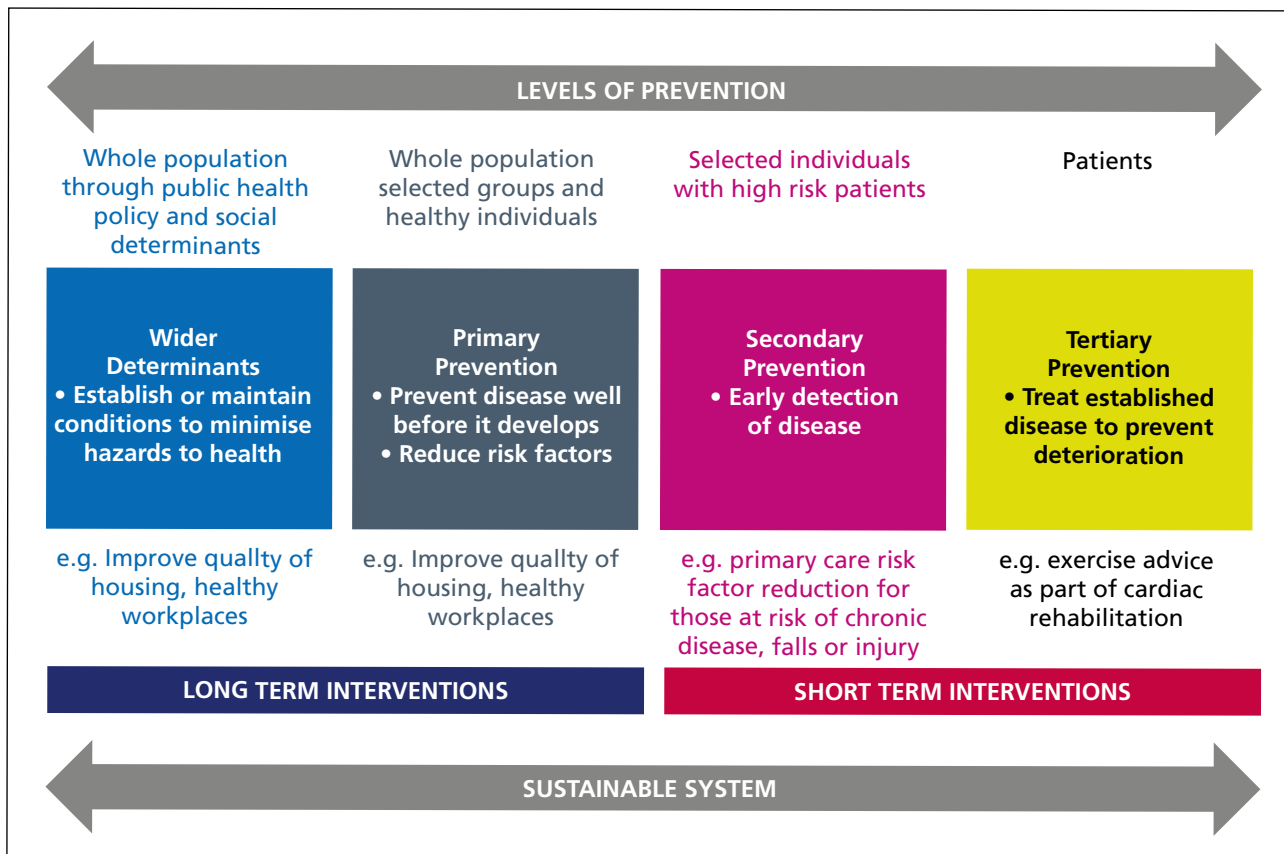 LEVELS OF PREVENTION
Whole population
through public health
policy and social
determinants
Whole population
selected groups and
healthy individuals
Selected individuals
with high risk patients
Patients
Wider
Determinants
• Establish or maintain
conditions to minimise
hazards to health
Primary
Prevention
• Prevent disease well
before it develops
• Reduce risk factors
Secondary
Prevention
• Early detection
of disease
Tertiary
Prevention
• Treat established
disease to prevent
deterioration
e.g. Improve quallty of
housing, healthy
workplaces
e.g. Improve quallty of
housing, healthy
workplaces
e.g. primary care risk
factor reduction for
those at risk of chronic
disease, falls or injury
e.g. exercise advice
as part of cardiac
rehabilitation
LONG TERM INTERVENTIONS
SHORT TERM INTERVENTIONS
SUSTAINABLE SYSTEM